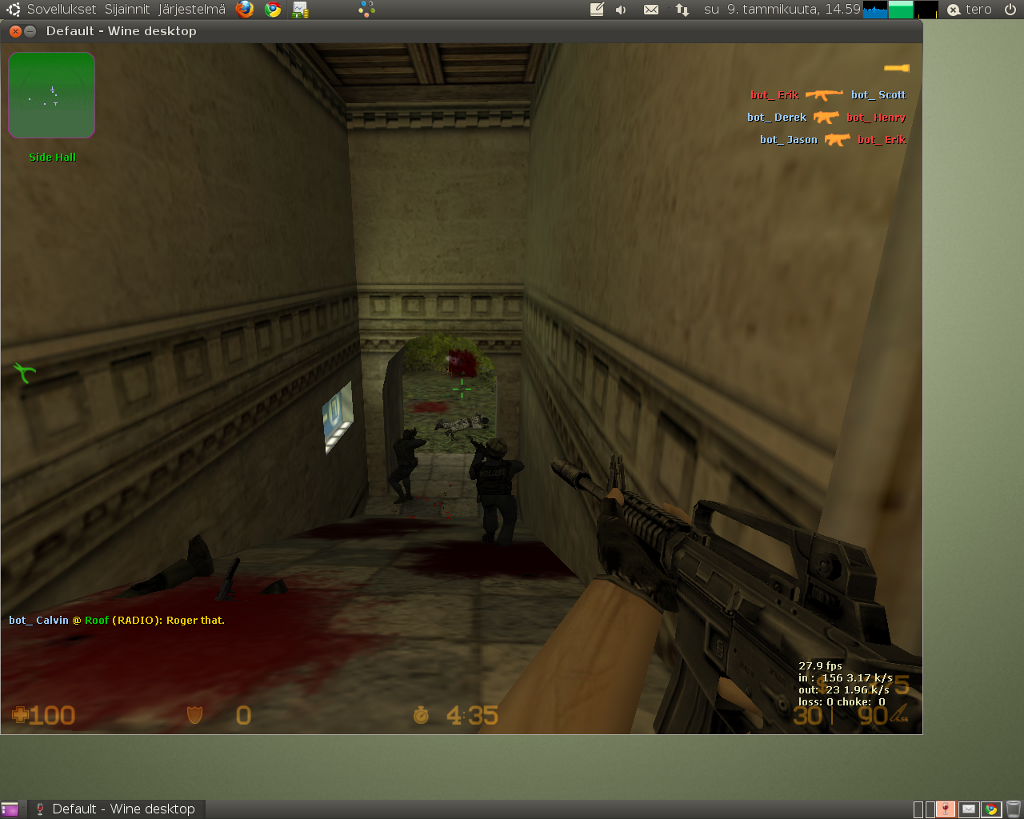 Sovellukset Sijainnit Järjestelmä su 9. tammikuuta, 14.59 tero
Default - Wine desktop
bot_ Erik bot_ Scott
bot_ Derek bot_ Henry
bot_ Jason bot_ Erik
Side Hall
bot_ Calvin @ Roof (RADIO): Roger that.
27.9 fps
in : 156 3.17 k/s
out: 23 1.96 k/s
loss: 0 choke: 0
100 0 4:35 30 | 90
Default - Wine desktop